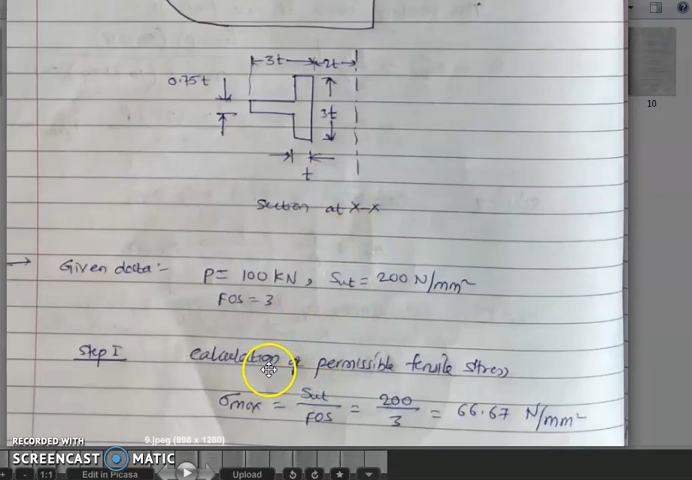 3t 2t
0.75t
3t
t
Section at X-X
Given data:- P = 100 KN, Sut = 200 N/mm²
FOS = 3
Step I calculation of permissible tensile stress
σmax = Sut / FOS = 200 / 3 = 66.67 N/mm²
10
RECORDED WITH
SCREENCAST MATIC
9.jpeg (898 x 1280)
1:1 Edit in Picasa Upload